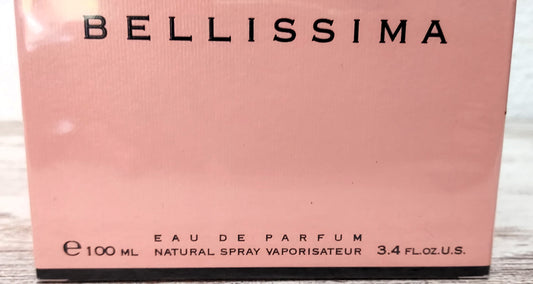 BELLISSIMA
EAU DE PARFUM
℮100 ML NATURAL SPRAY VAPORISATEUR 3.4 FL.OZ.U.S.